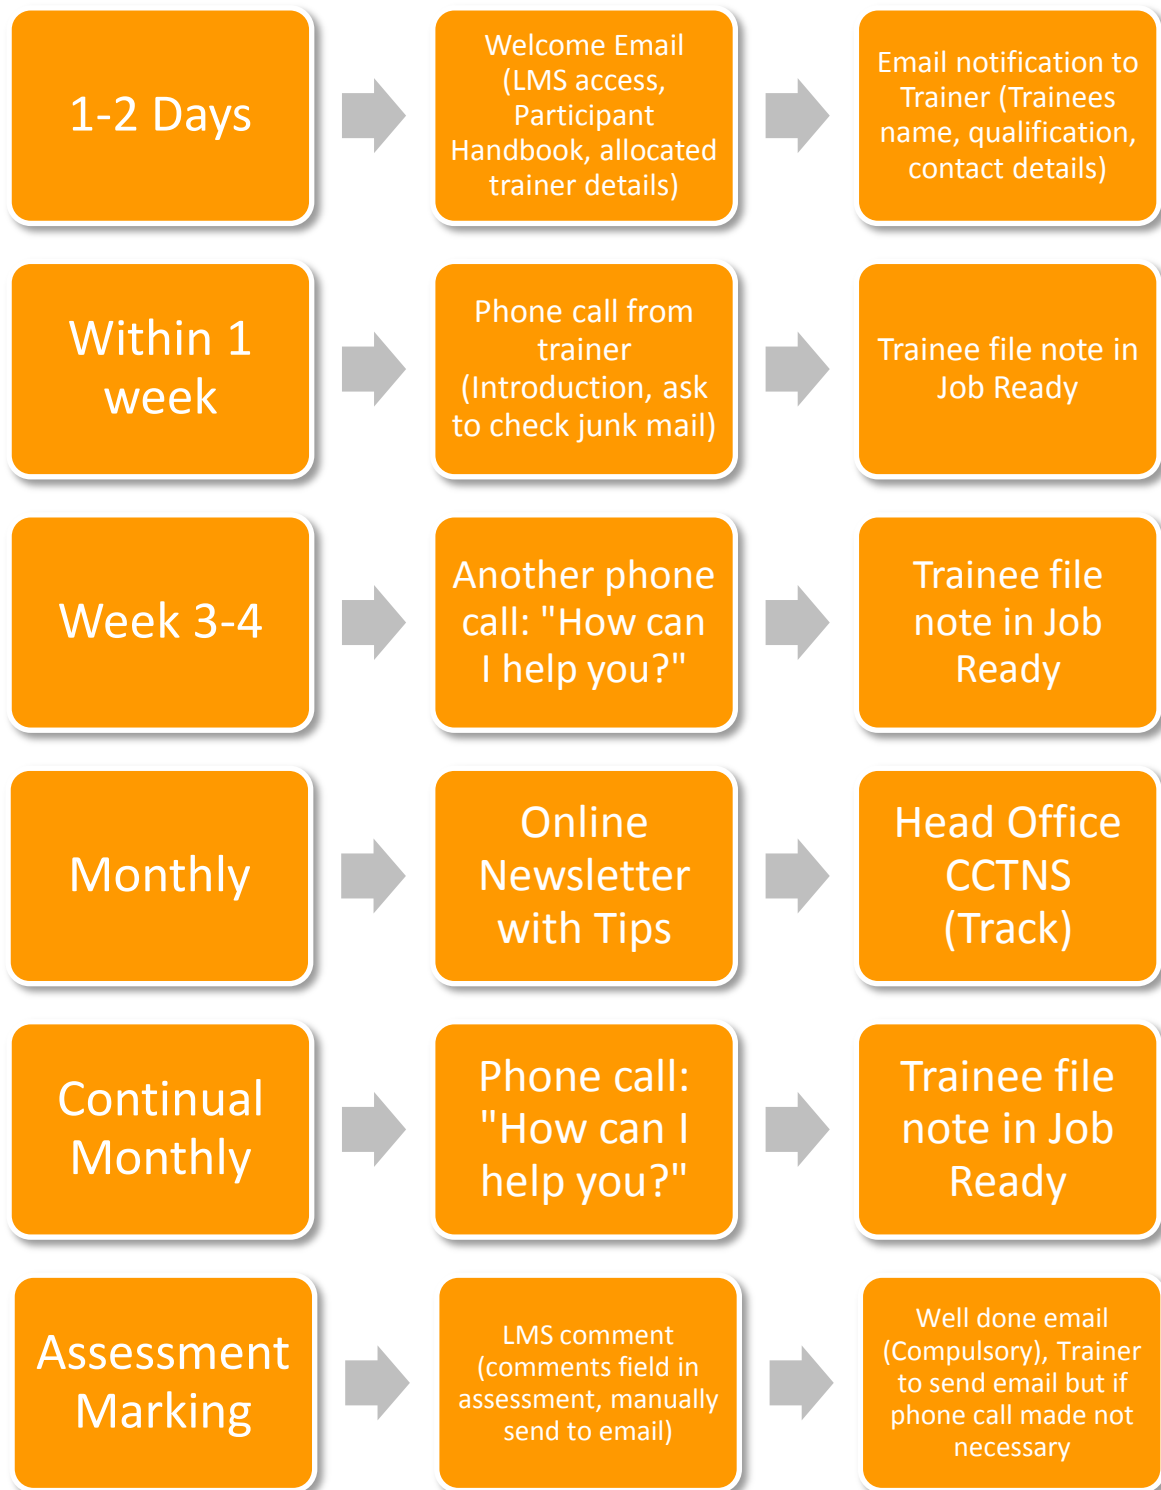 1-2 Days
Welcome Email
(LMS access,
Participant
Handbook, allocated
trainer details)
Email notification to
Trainer (Trainees
name, qualification,
contact details)
Within 1
week
Phone call from
trainer
(Introduction, ask
to check junk mail)
Trainee file note in
Job Ready
Week 3-4
Another phone
call: "How can
I help you?"
Trainee file
note in Job
Ready
Monthly
Online
Newsletter
with Tips
Head Office
CCTNS
(Track)
Continual
Monthly
Phone call:
"How can I
help you?"
Trainee file
note in Job
Ready
Assessment
Marking
LMS comment
(comments field in
assessment, manually
send to email)
Well done email
(Compulsory), Trainer
to send email but if
phone call made not
necessary